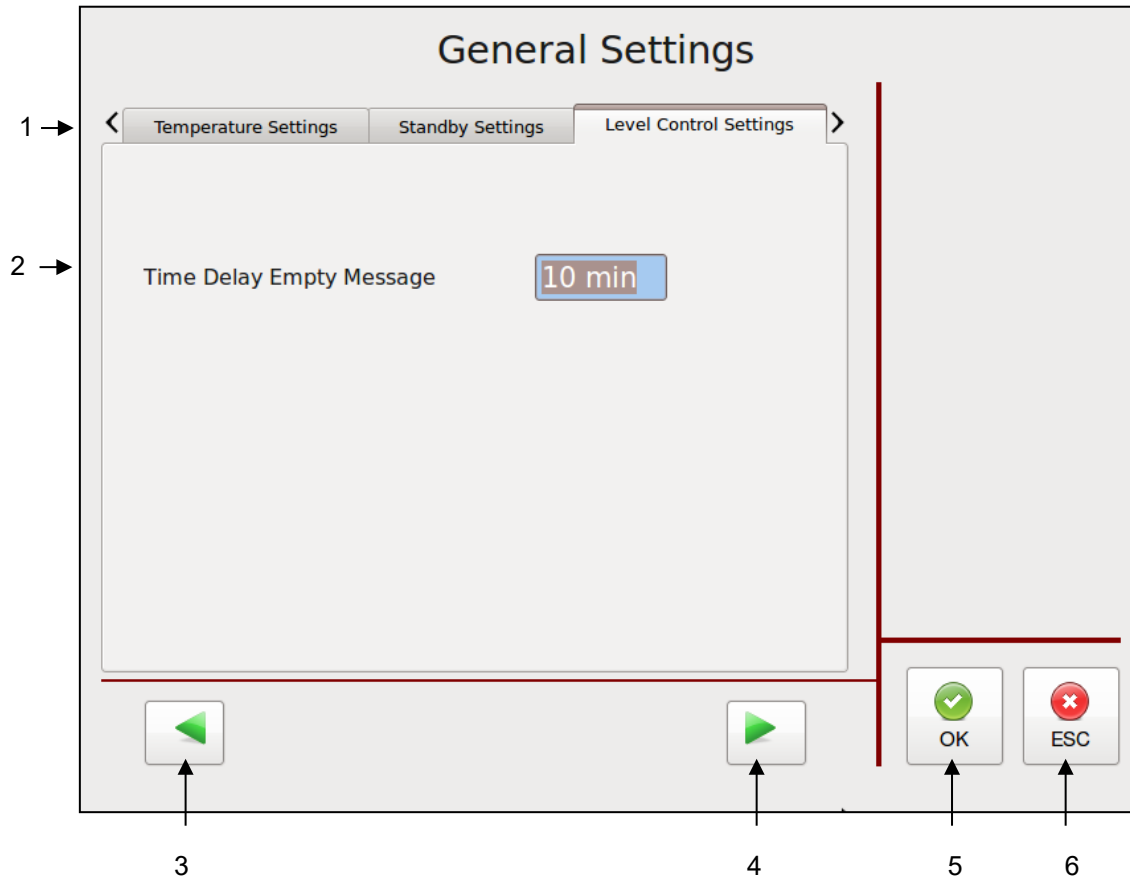 General Settings
1 Temperature Settings Standby Settings Level Control Settings
2 Time Delay Empty Message 10 min
OK ESC
3 4 5 6